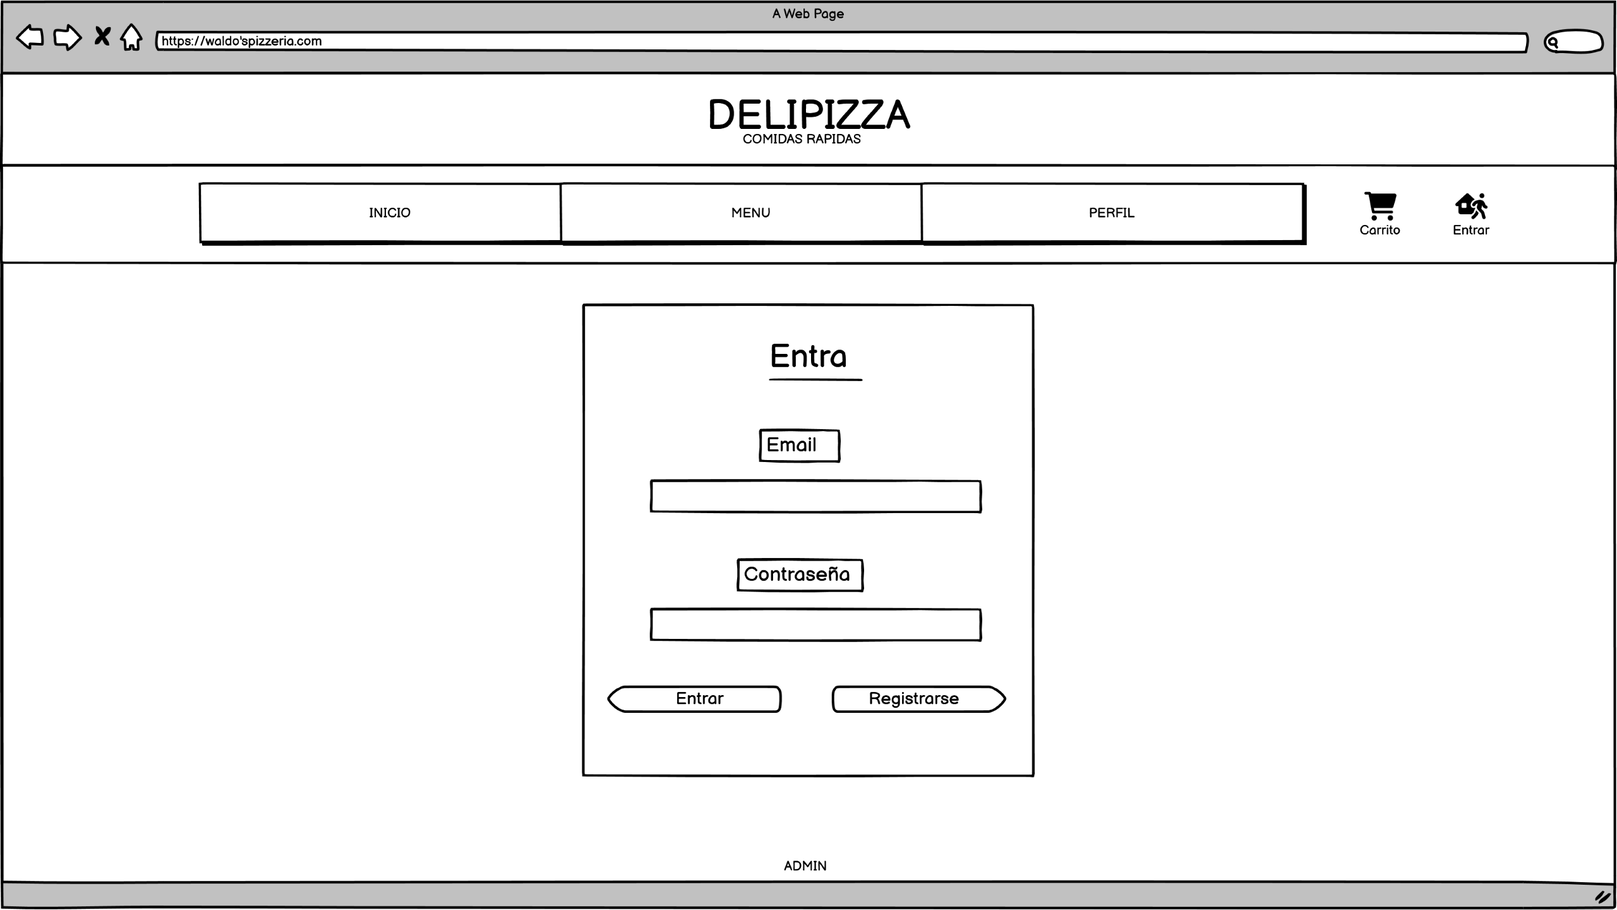 A Web Page
https://waldo'spizzeria.com
DELIPIZZA
COMIDAS RAPIDAS
INICIO
MENU
PERFIL
Carrito
Entrar
Entra
Email
Contraseña
Entrar
Registrarse
ADMIN